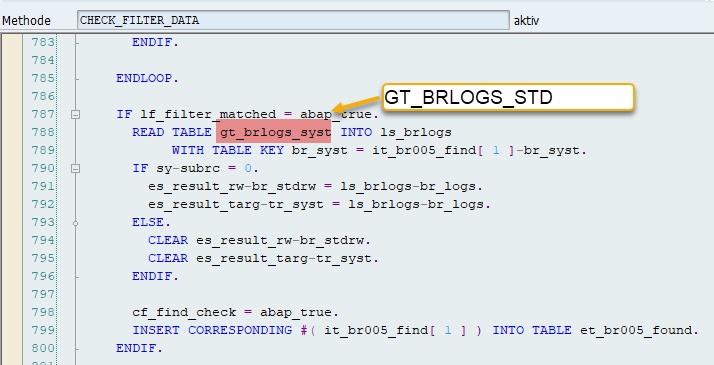 Methode CHECK_FILTER_DATA aktiv
783 ENDIF.
784
785 ENDLOOP.
786
787 IF lf_filter_matched = abap_true.
GT_BRLOGS_STD
788 READ TABLE gt_brlogs_syst INTO ls_brlogs
789 WITH TABLE KEY br_syst = it_br005_find[ 1 ]-br_syst.
790 IF sy-subrc = 0.
791 es_result_rw-br_stdrw = ls_brlogs-br_logs.
792 es_result_targ-tr_syst = ls_brlogs-br_logs.
793 ELSE.
794 CLEAR es_result_rw-br_stdrw.
795 CLEAR es_result_targ-tr_syst.
796 ENDIF.
797
798 cf_find_check = abap_true.
799 INSERT CORRESPONDING #( it_br005_find[ 1 ] ) INTO TABLE et_br005_found.
800 ENDIF.